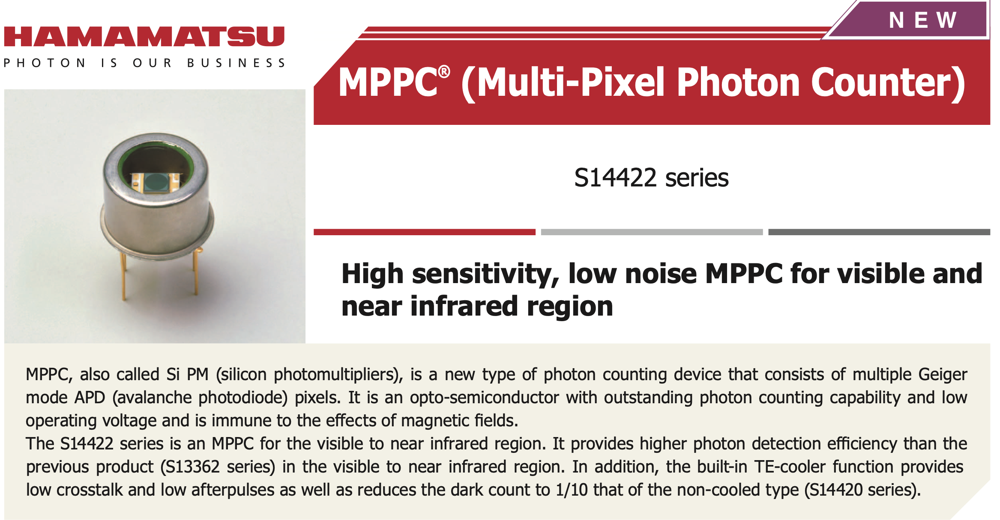 NEW
HAMAMATSU
PHOTON IS OUR BUSINESS
MPPC® (Multi-Pixel Photon Counter)
S14422 series
High sensitivity, low noise MPPC for visible and
near infrared region
MPPC, also called Si PM (silicon photomultipliers), is a new type of photon counting device that consists of multiple Geiger
mode APD (avalanche photodiode) pixels. It is an opto-semiconductor with outstanding photon counting capability and low
operating voltage and is immune to the effects of magnetic fields.
The S14422 series is an MPPC for the visible to near infrared region. It provides higher photon detection efficiency than the
previous product (S13362 series) in the visible to near infrared region. In addition, the built-in TE-cooler function provides
low crosstalk and low afterpulses as well as reduces the dark count to 1/10 that of the non-cooled type (S14420 series).